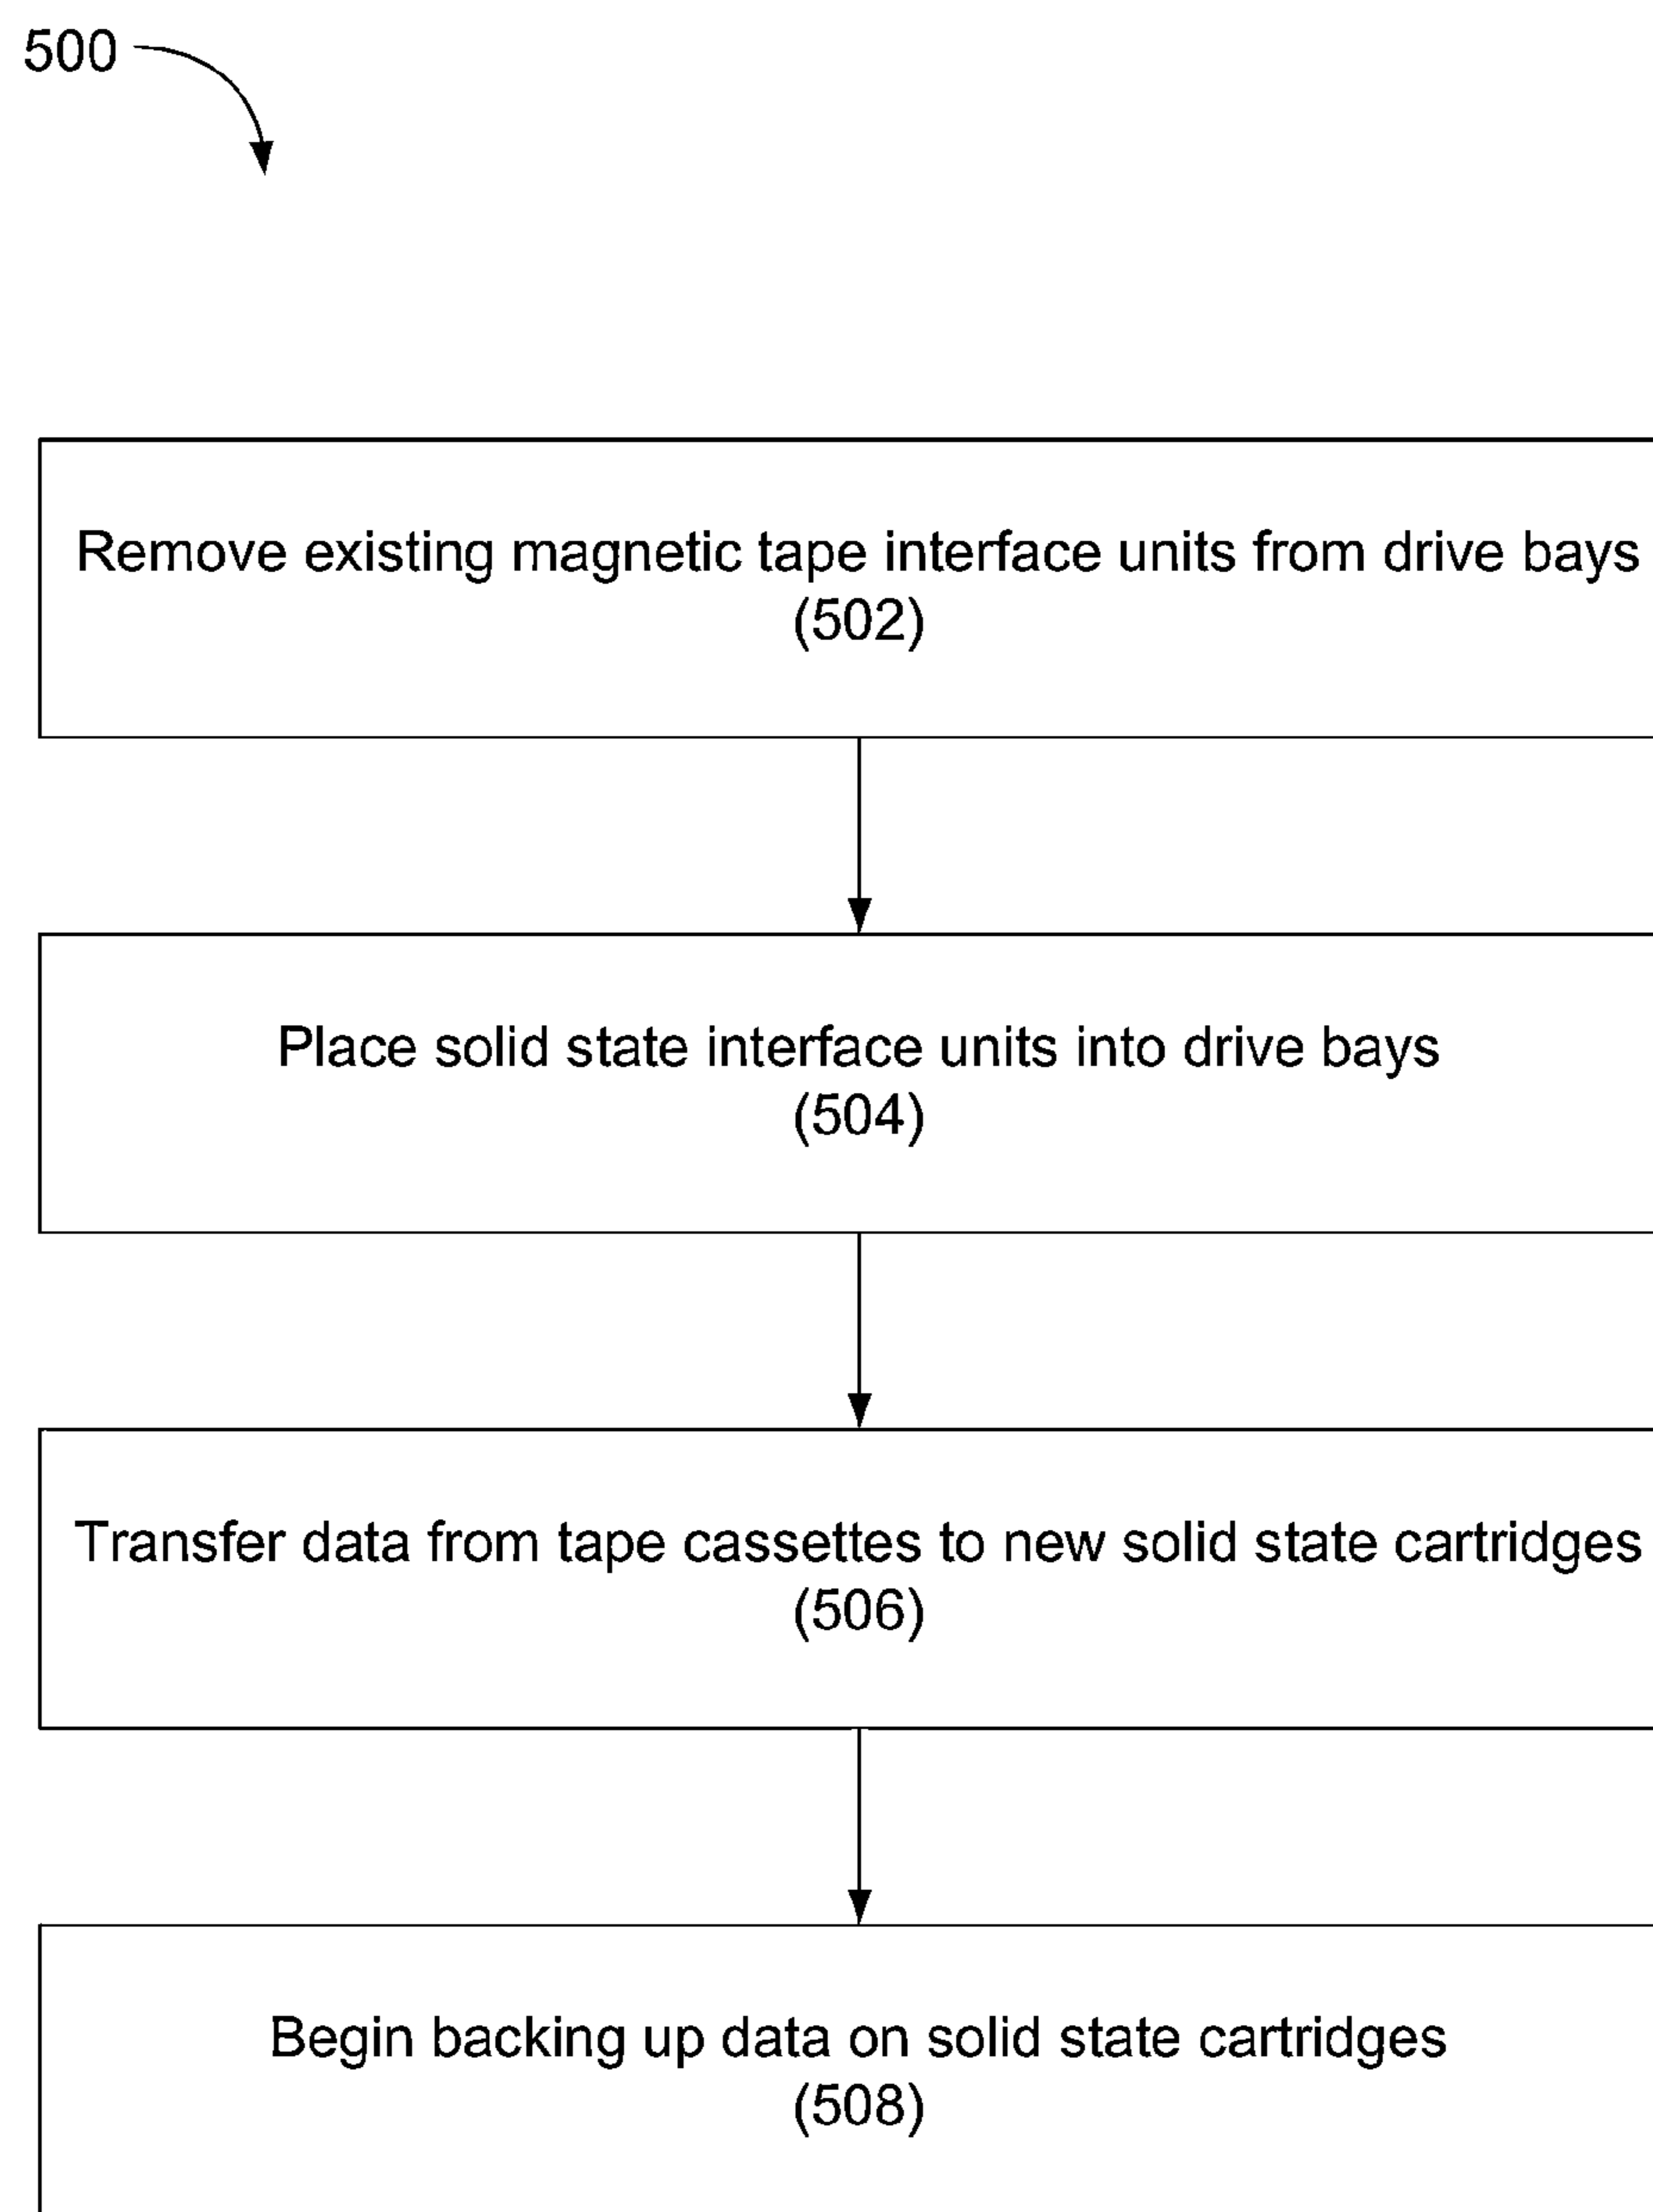 500
Remove existing magnetic tape interface units from drive bays
(502)
Place solid state interface units into drive bays
(504)
Transfer data from tape cassettes to new solid state cartridges
(506)
Begin backing up data on solid state cartridges
(508)